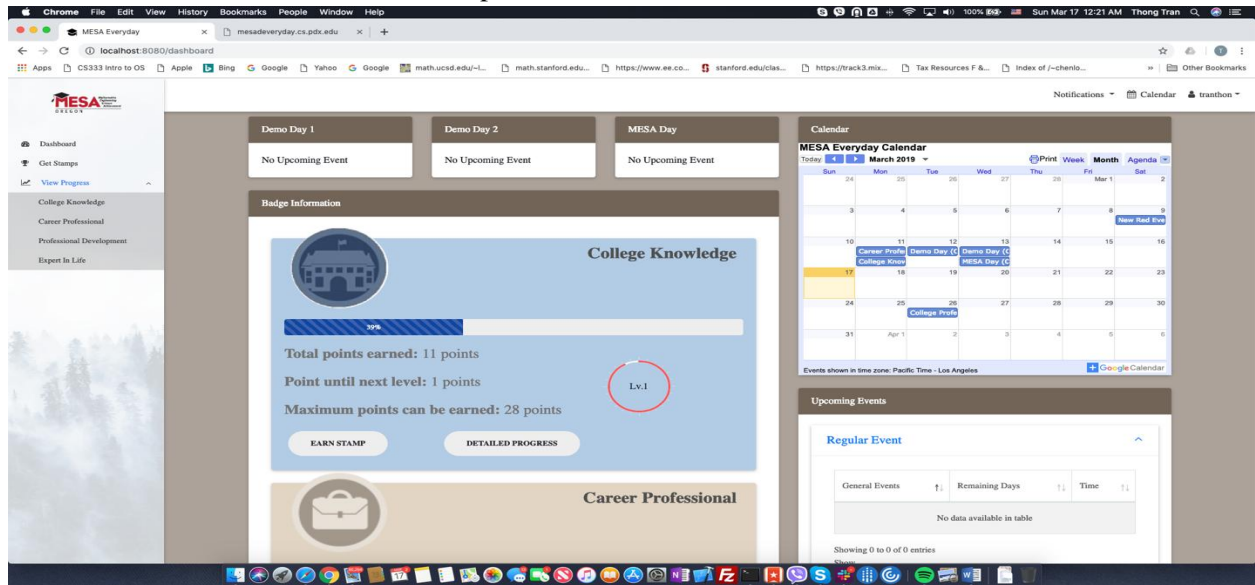 Chrome File Edit View History Bookmarks People Window Help 100% Sun Mar 17 12:21 AM Thong Tran
MESA Everyday mesadeveryday.cs.pdx.edu
localhost:8080/dashboard
Apps CS333 Intro to OS Apple Bing Google Yahoo Google math.ucsd.edu/~l... math.stanford.edu... https://www.ee.co... stanford.edu/clas... https://track3.mix... Tax Resources F &... Index of /~chenlo... » Other Bookmarks
MESA
OREGON
Notifications Calendar tranthon
Dashboard
Get Stamps
View Progress
College Knowledge
Career Professional
Professional Development
Expert In Life
Demo Day 1 Demo Day 2 MESA Day
No Upcoming Event No Upcoming Event No Upcoming Event
Badge Information
College Knowledge
39%
Total points earned: 11 points
Point until next level: 1 points
Lv.1
Maximum points can be earned: 28 points
EARN STAMP DETAILED PROGRESS
Career Professional
Calendar
MESA Every Day Calendar
Today March 2019 Print Week Month Agenda
Sun Mon Tue Wed Thu Fri Sat
24 25 26 27 28 Mar 1 2
3 4 5 6 7 8 9
New Red Eve
10 11 12 13 14 15 16
Career Profe Demo Day (C Demo Day (C
College Know MESA Day (C
17 18 19 20 21 22 23
24 25 26 27 28 29 30
College Profe
31 Apr 1 2 3 4 5 6
Events shown in time zone: Pacific Time - Los Angeles Google Calendar
Upcoming Events
Regular Event
General Events Remaining Days Time
No data available in table
Showing 0 to 0 of 0 entries
Show